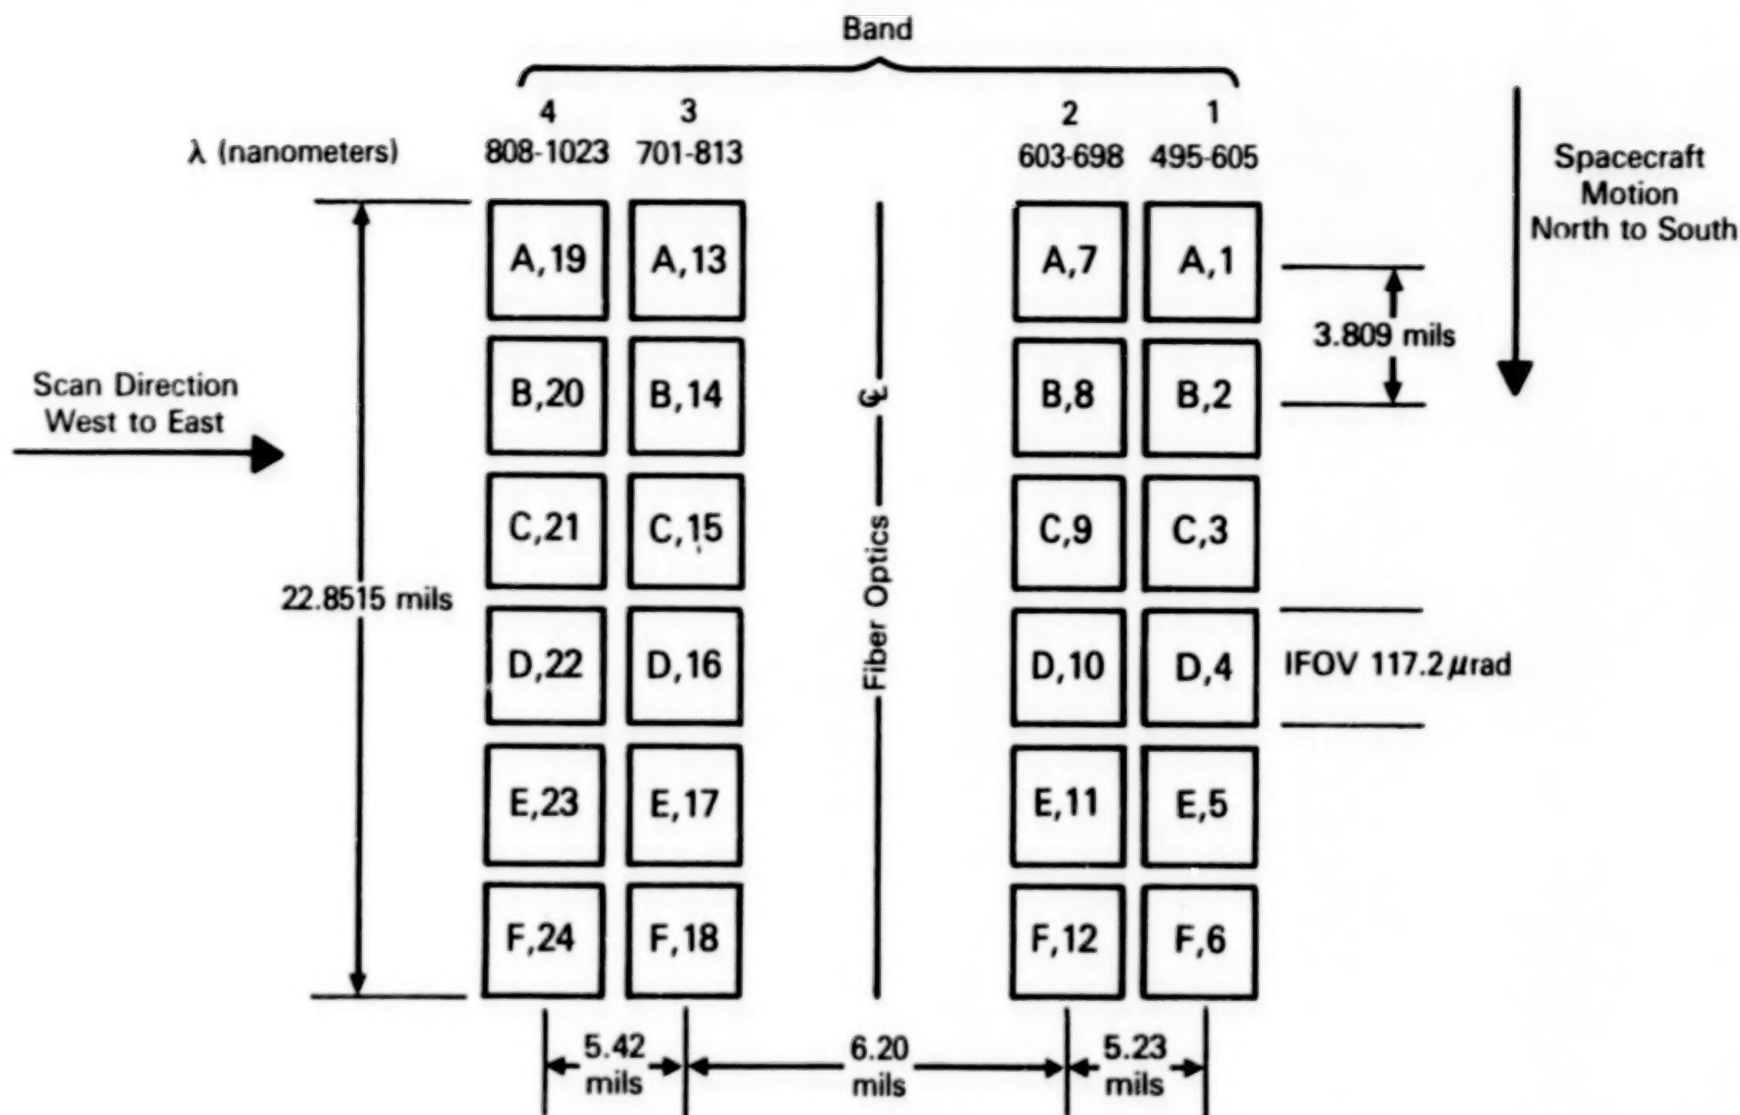 Band
4
3
2
1
λ (nanometers)
808-1023
701-813
603-698
495-605
Spacecraft
Motion
North to South
A,19
A,13
A,7
A,1
3.809 mils
B,20
B,14
B,8
B,2
Scan Direction
West to East
C,21
C,15
C,9
C,3
22.8515 mils
Fiber Optics ℄
D,22
D,16
D,10
D,4
IFOV 117.2 μrad
E,23
E,17
E,11
E,5
F,24
F,18
F,12
F,6
5.42
mils
6.20
mils
5.23
mils